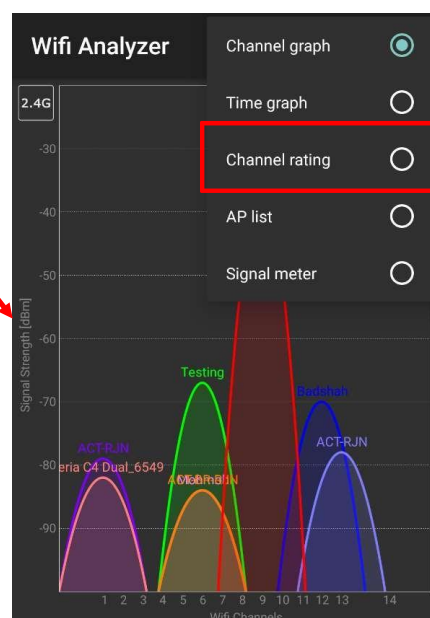 Wifi Analyzer
Channel graph
Time graph
Channel rating
AP list
Signal meter
2.4G
-30
-40
-50
-60
-70
-80
-90
Signal Strength [dBm]
Testing
Badshah
ACT-RJN
ACT-RJN
eria C4 Dual_6549
1 2 3 4 5 6 7 8 9 10 11 12 13 14
Wifi Channels